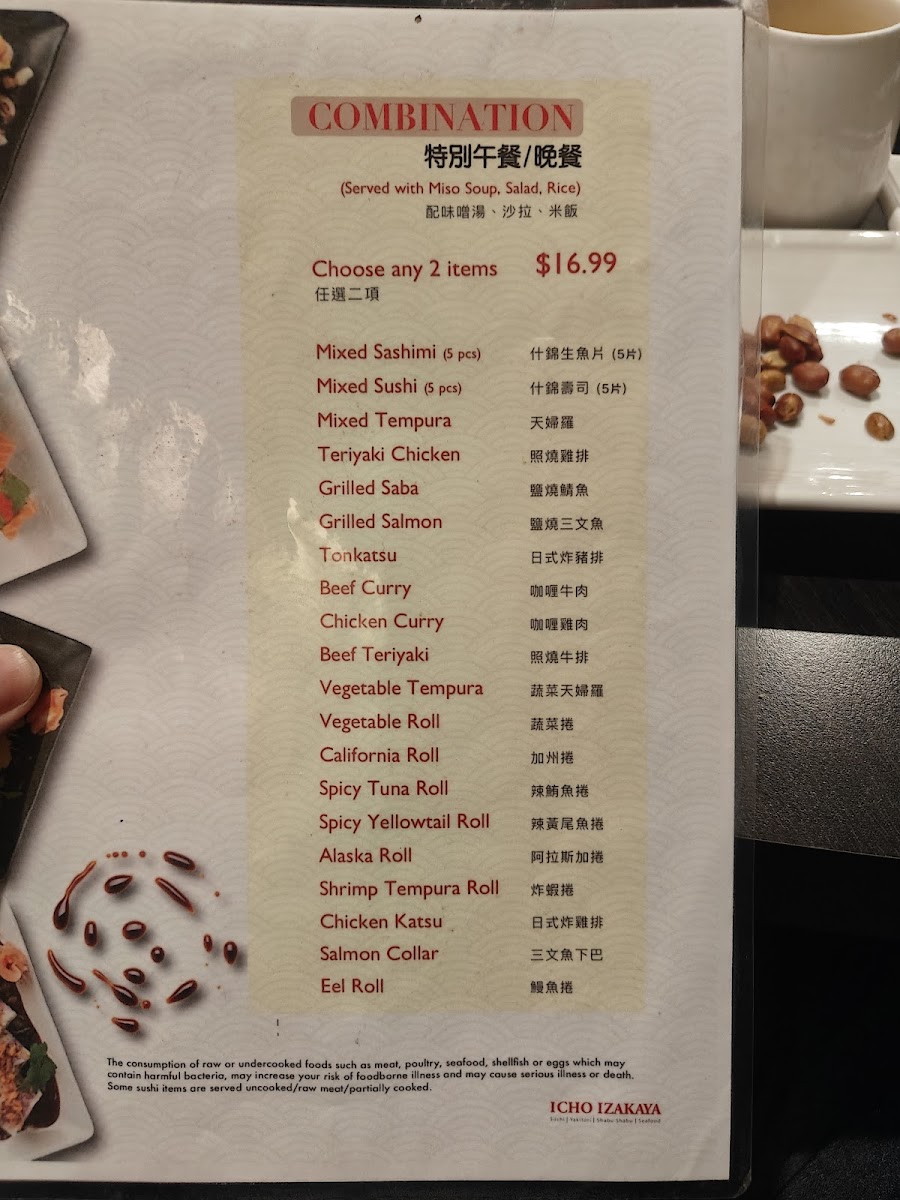 COMBINATION
特別午餐/晚餐
(Served with Miso Soup, Salad, Rice)
配味噌湯、沙拉、米飯
Choose any 2 items $16.99
任選二項
Mixed Sashimi (5 pcs) 什錦生魚片 (5片)
Mixed Sushi (5 pcs) 什錦壽司 (5片)
Mixed Tempura 天婦羅
Teriyaki Chicken 照燒雞排
Grilled Saba 鹽燒鯖魚
Grilled Salmon 鹽燒三文魚
Tonkatsu 日式炸豬排
Beef Curry 咖喱牛肉
Chicken Curry 咖喱雞肉
Beef Teriyaki 照燒牛排
Vegetable Tempura 蔬菜天婦羅
Vegetable Roll 蔬菜捲
California Roll 加州捲
Spicy Tuna Roll 辣鮪魚捲
Spicy Yellowtail Roll 辣黃尾魚捲
Alaska Roll 阿拉斯加捲
Shrimp Tempura Roll 炸蝦捲
Chicken Katsu 日式炸雞排
Salmon Collar 三文魚下巴
Eel Roll 鰻魚捲
The consumption of raw or undercooked foods such as meat, poultry, seafood, shellfish or eggs which may
contain harmful bacteria, may increase your risk of foodborne illness and may cause serious illness or death.
Some sushi items are served uncooked/raw meat/partially cooked.
ICHO IZAKAYA
Sushi | Yakitori | Shabu Shabu | Seafood